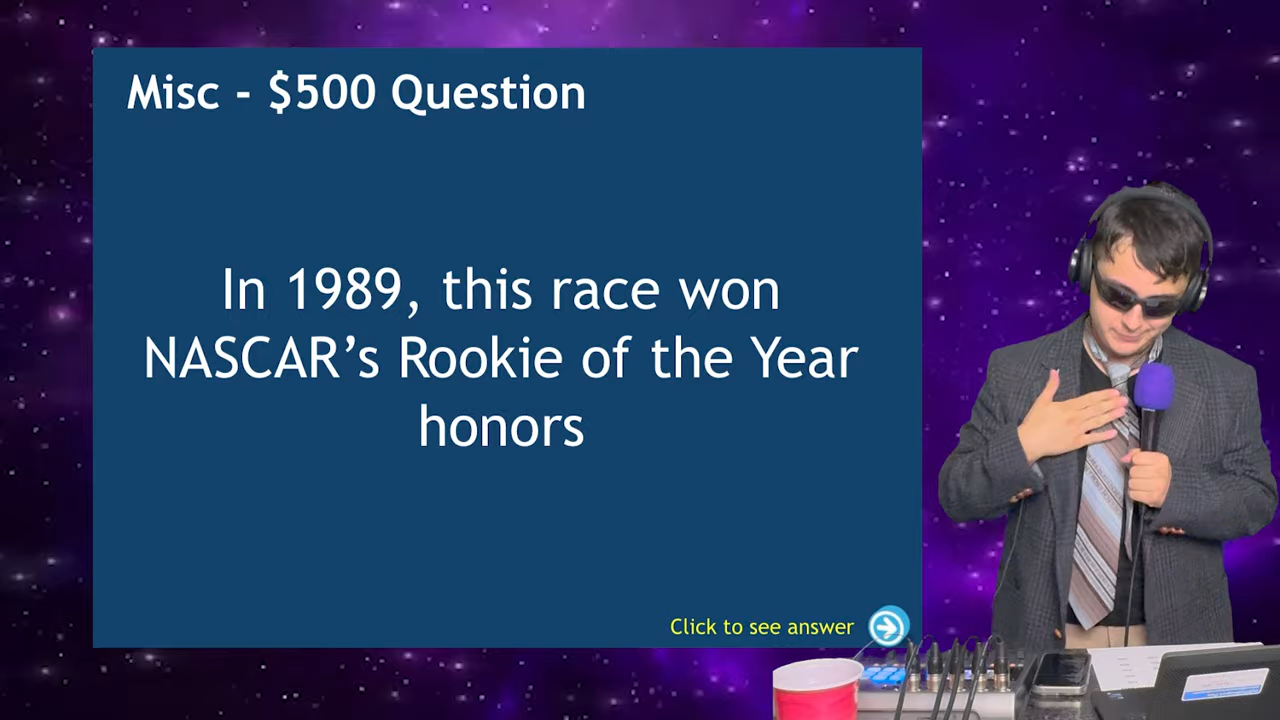 Misc - $500 Question
In 1989, this race won
NASCAR’s Rookie of the Year
honors
Click to see answer